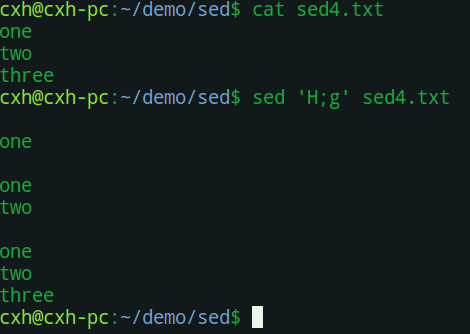 cxh@cxh-pc:~/demo/sed$ cat sed4.txt
one
two
three
cxh@cxh-pc:~/demo/sed$ sed 'H;g' sed4.txt

one

one
two

one
two
three
cxh@cxh-pc:~/demo/sed$